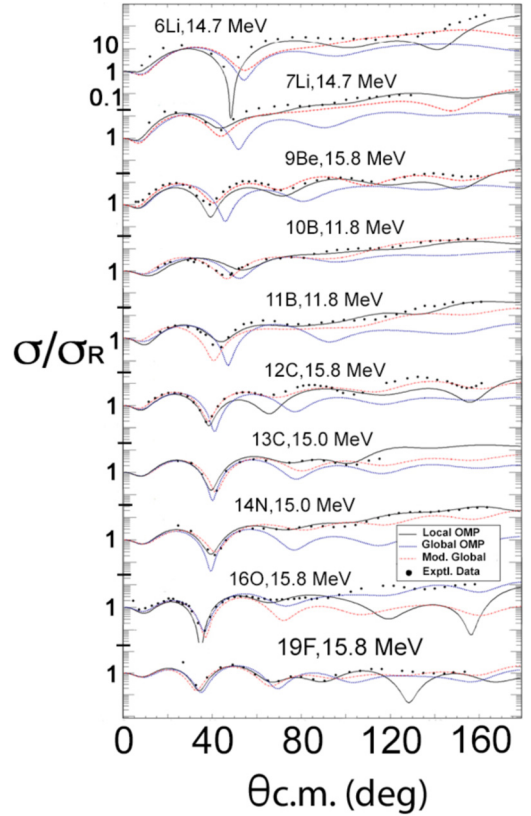 6Li,14.7 MeV
10
1
0.1
7Li,14.7 MeV
1
9Be,15.8 MeV
1
10B,11.8 MeV
1
11B,11.8 MeV
1
σ/σR
12C,15.8 MeV
1
13C,15.0 MeV
1
14N,15.0 MeV
1
Local OMP
Global OMP
Mod. Global
Exptl. Data
16O,15.8 MeV
1
19F,15.8 MeV
1
0 40 80 120 160
θc.m. (deg)